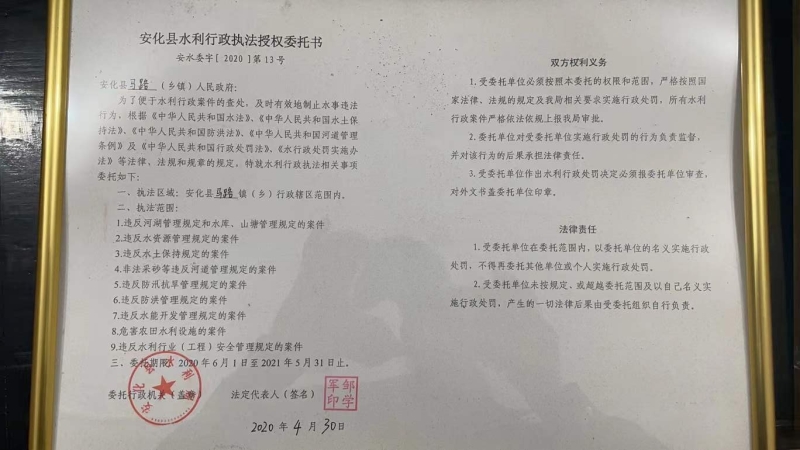 安化县水利行政执法授权委托书
安水委字[2020]第13号
安化县马路(乡镇)人民政府:
为了便于水利行政案件的查处,及时有效地制止水事违法
行为,根据《中华人民共和国水法》、《中华人民共和国水土保
持法》、《中华人民共和国防洪法》、《中华人民共和国河道管理
条例》及《中华人民共和国行政处罚法》、《水行政处罚实施办
法》等法律、法规和规章的规定,特就水利行政执法相关事项
委托如下:
一、执法区域:安化县马路镇(乡)行政辖区范围内。
二、执法范围:
1.违反河湖管理规定和水库、山塘管理规定的案件
2.违反水资源管理规定的案件
3.违反水土保持规定的案件
4.非法采砂等违反河道管理规定的案件
5.违反防汛抗旱管理规定的案件
6.违反防洪管理规定的案件
7.违反水能开发管理规定的案件
8.危害农田水利设施的案件
9.违反水利行业(工程)安全管理规定的案件
三、委托期限:2020年6月1日至2021年5月31日止。
委托行政机关(盖章) 法定代表人(签名)
安化县水利局
邹学军印
2020年4月30日
双方权利义务
1.受委托单位必须按照本委托的权限和范围,严格按照国
家法律、法规的规定及我局相关要求实施行政处罚,所有水利
行政案件严格依法依规上报我局审批。
2.委托单位对受委托单位实施行政处罚的行为负责监督,
并对该行为的后果承担法律责任。
3.受委托单位作出水利行政处罚决定必须报委托单位审查,
对外文书盖委托单位印章。
法律责任
1.受委托单位在委托范围内,以委托单位的名义实施行政
处罚,不得再委托其他单位或个人实施行政处罚。
2.受委托单位未按规定,或超越委托范围及以自己名义实
施行政处罚,产生的一切法律后果由受委托组织自行负责。